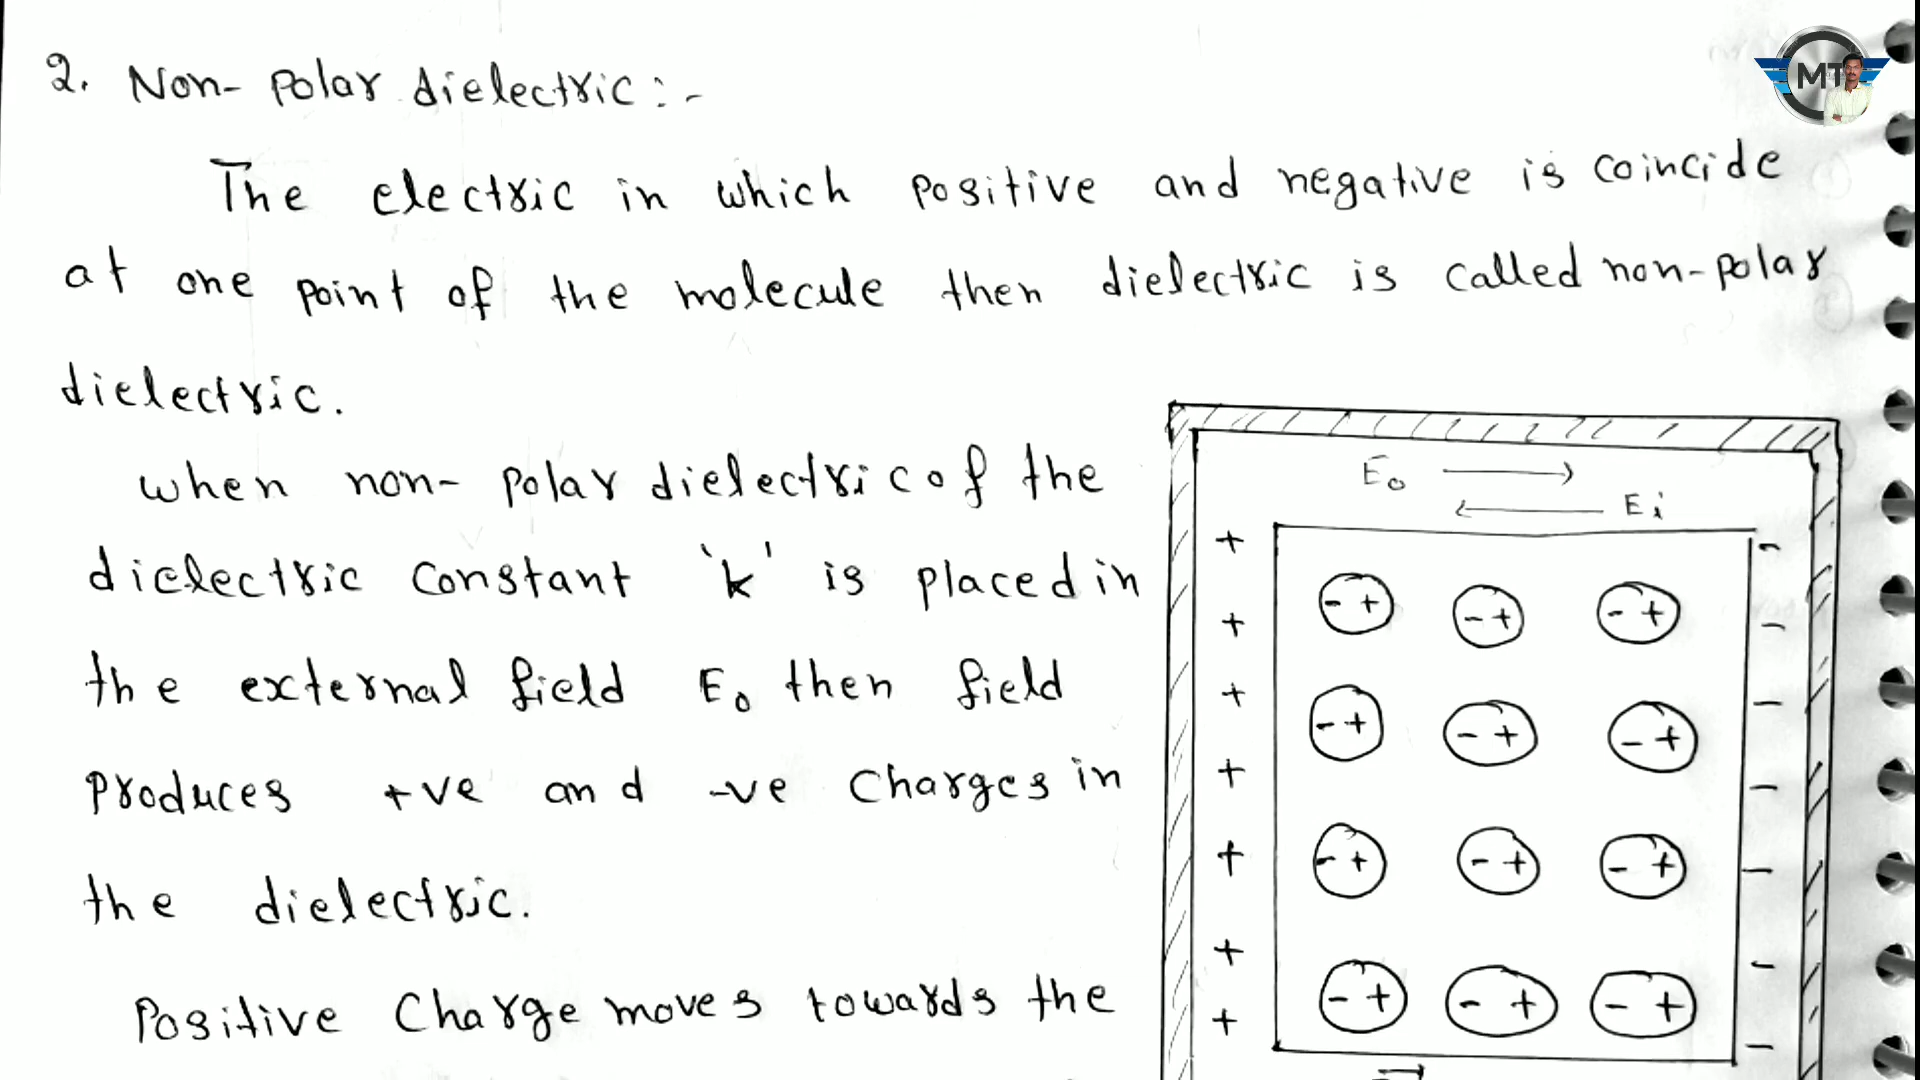 2. Non- Polar dielectric :-
The electric in which positive and negative is coincide
at one point of the molecule then dielectric is called non-polar
dielectric.
when non- polar dielectric of the
dielectric constant 'k' is placed in
the external field E₀ then field
produces +ve and -ve charges in
the dielectric.
Positive Charge moves towards the
MT
E₀ →
← Ei
+ - + - + - + -
+ - + - + - + -
+ - + - + - + -
+ 
+ - + - + - + -
+ 
+ - + - + - + -